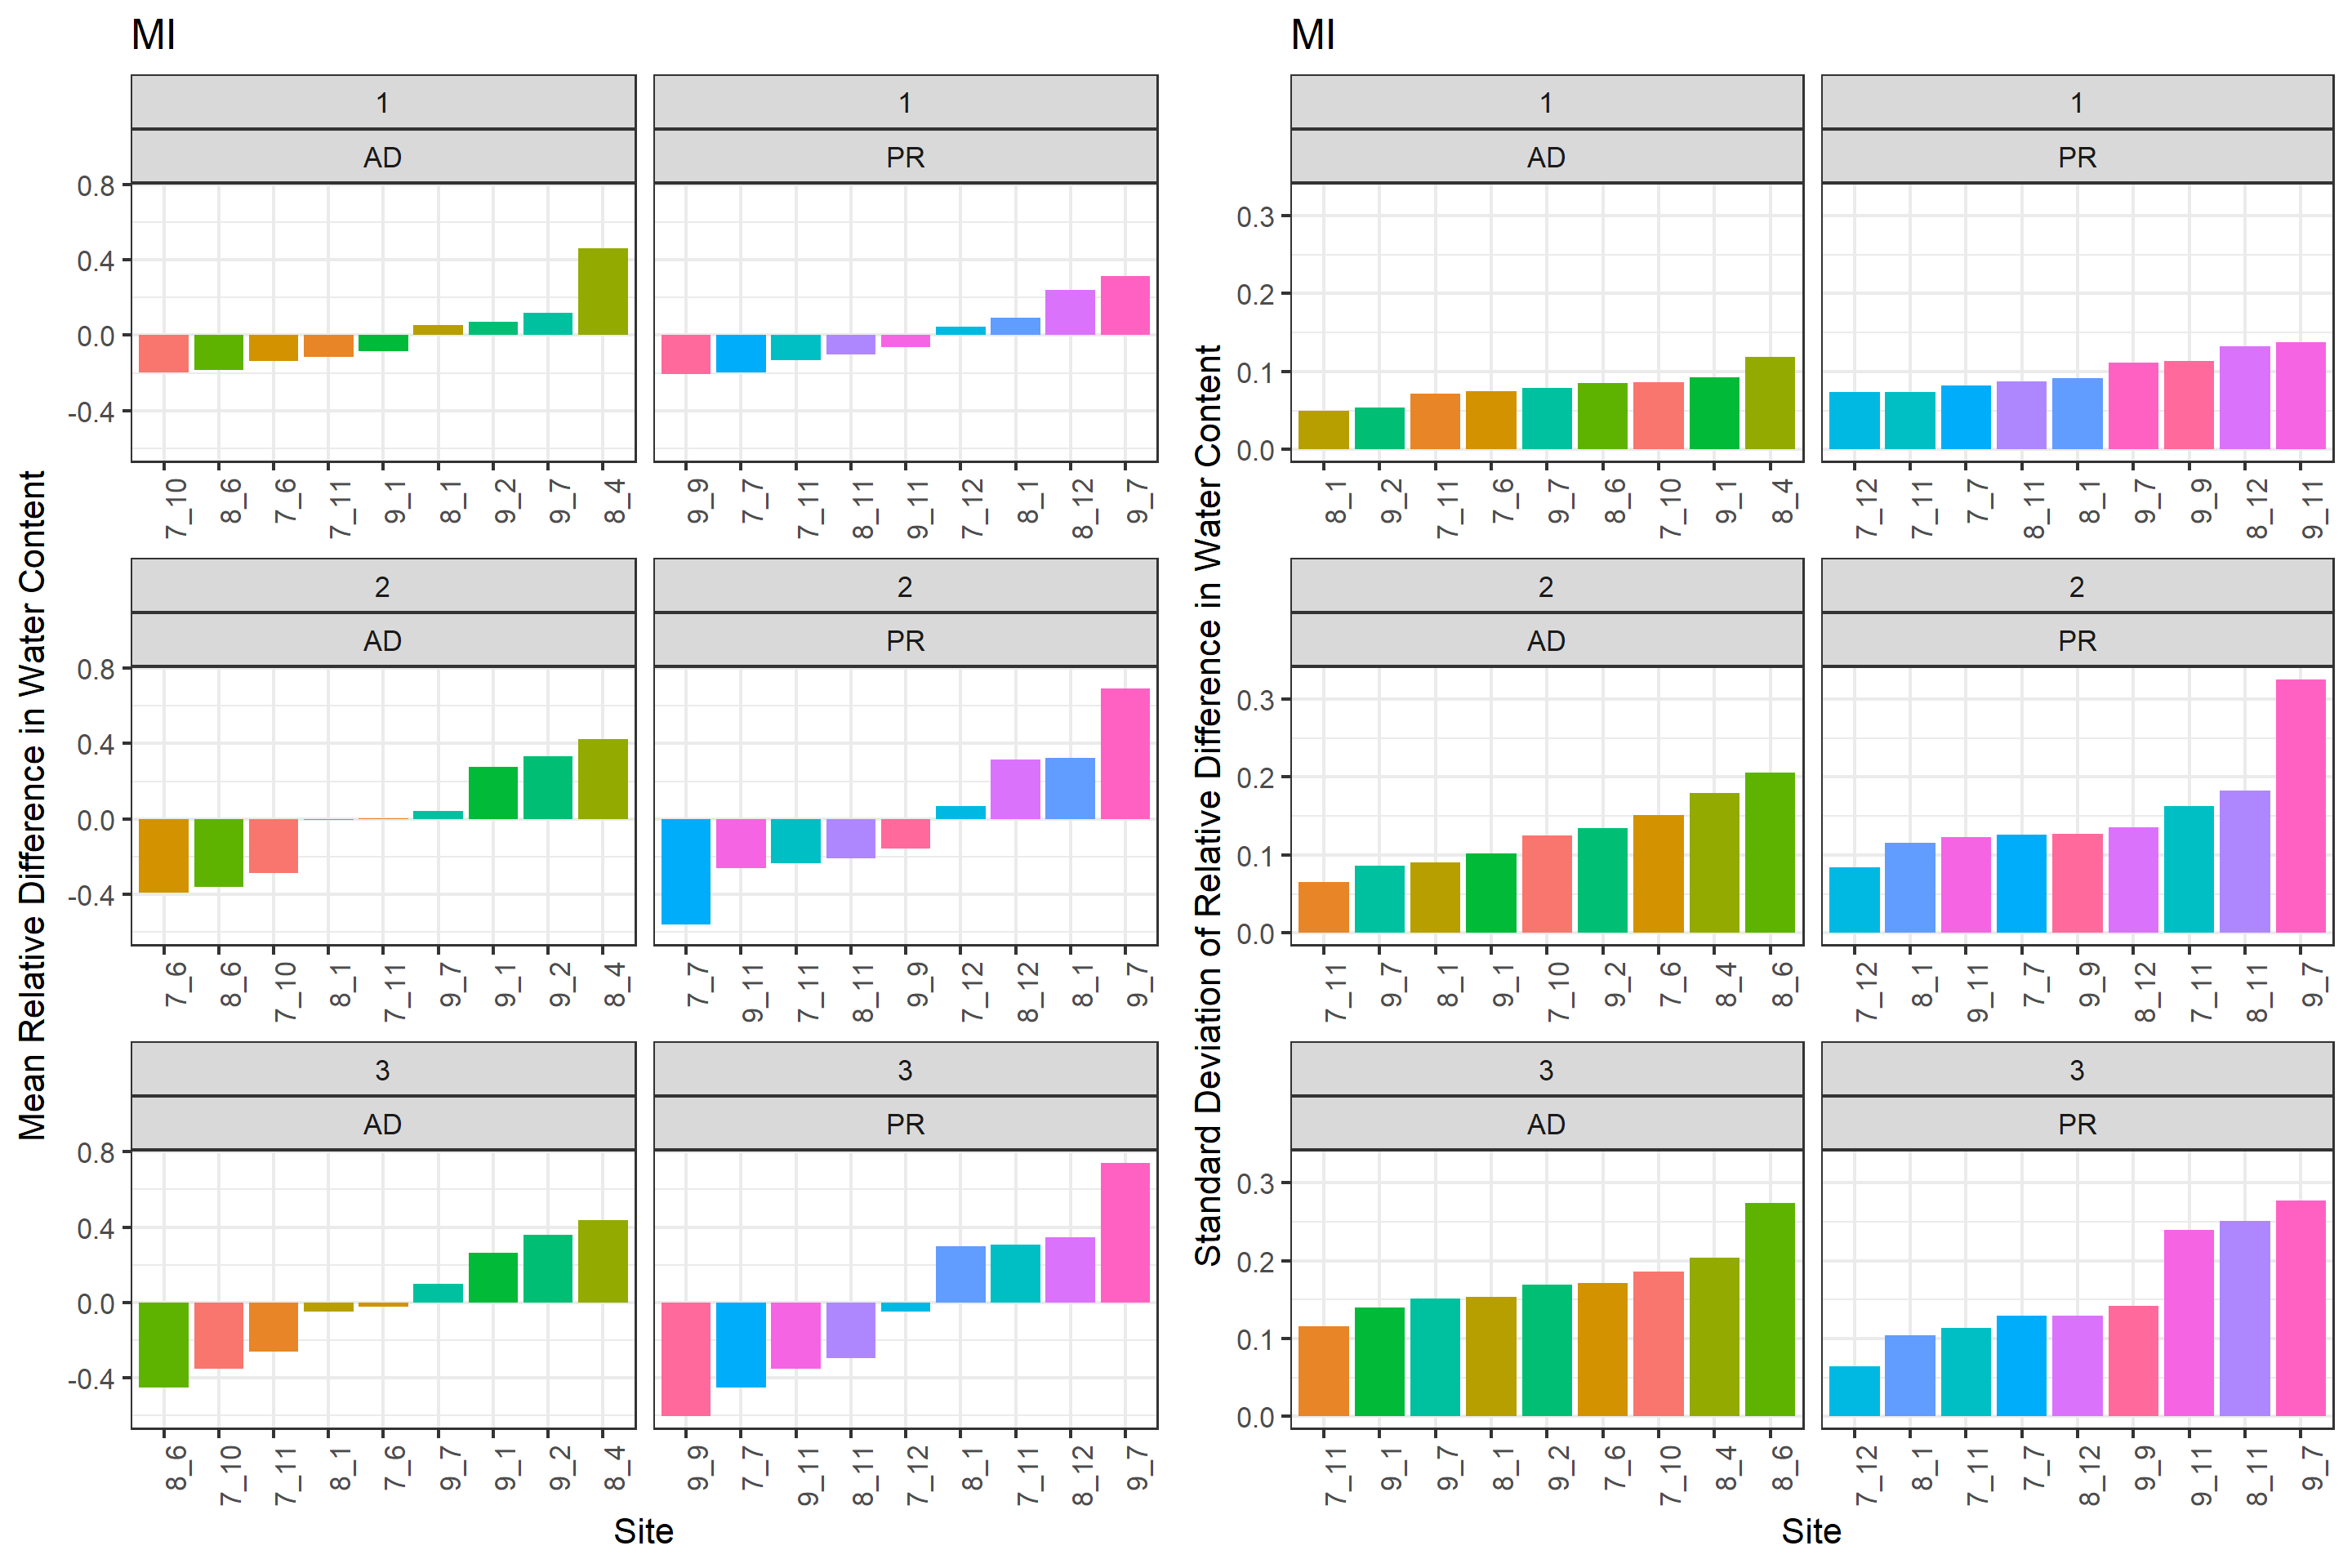 MI
Mean Relative Difference in Water Content
1
1
AD
PR
0.8
0.4
0.0
-0.4
7_10 8_6 7_6 7_11 9_1 8_1 9_2 9_7 8_4
9_9 7_7 7_11 8_11 9_11 7_12 8_1 8_12 9_7
2
2
AD
PR
0.8
0.4
0.0
-0.4
7_6 8_6 7_10 8_1 7_11 9_7 9_1 9_2 8_4
7_7 9_11 7_11 8_11 9_9 7_12 8_12 8_1 9_7
3
3
AD
PR
0.8
0.4
0.0
-0.4
8_6 7_10 7_11 8_1 7_6 9_7 9_1 9_2 8_4
9_9 7_7 9_11 8_11 7_12 8_1 7_11 8_12 9_7
Site
MI
Standard Deviation of Relative Difference in Water Content
1
1
AD
PR
0.3
0.2
0.1
0.0
8_1 9_2 7_11 7_6 9_7 8_6 7_10 9_1 8_4
7_12 7_11 7_7 8_11 8_1 9_7 9_9 8_12 9_11
2
2
AD
PR
0.3
0.2
0.1
0.0
7_11 9_7 8_1 9_1 7_10 9_2 7_6 8_4 8_6
7_12 8_1 9_11 7_7 9_9 8_12 7_11 8_11 9_7
3
3
AD
PR
0.3
0.2
0.1
0.0
7_11 9_1 9_7 8_1 9_2 7_6 7_10 8_4 8_6
7_12 8_1 7_11 7_7 8_12 9_9 9_11 8_11 9_7
Site